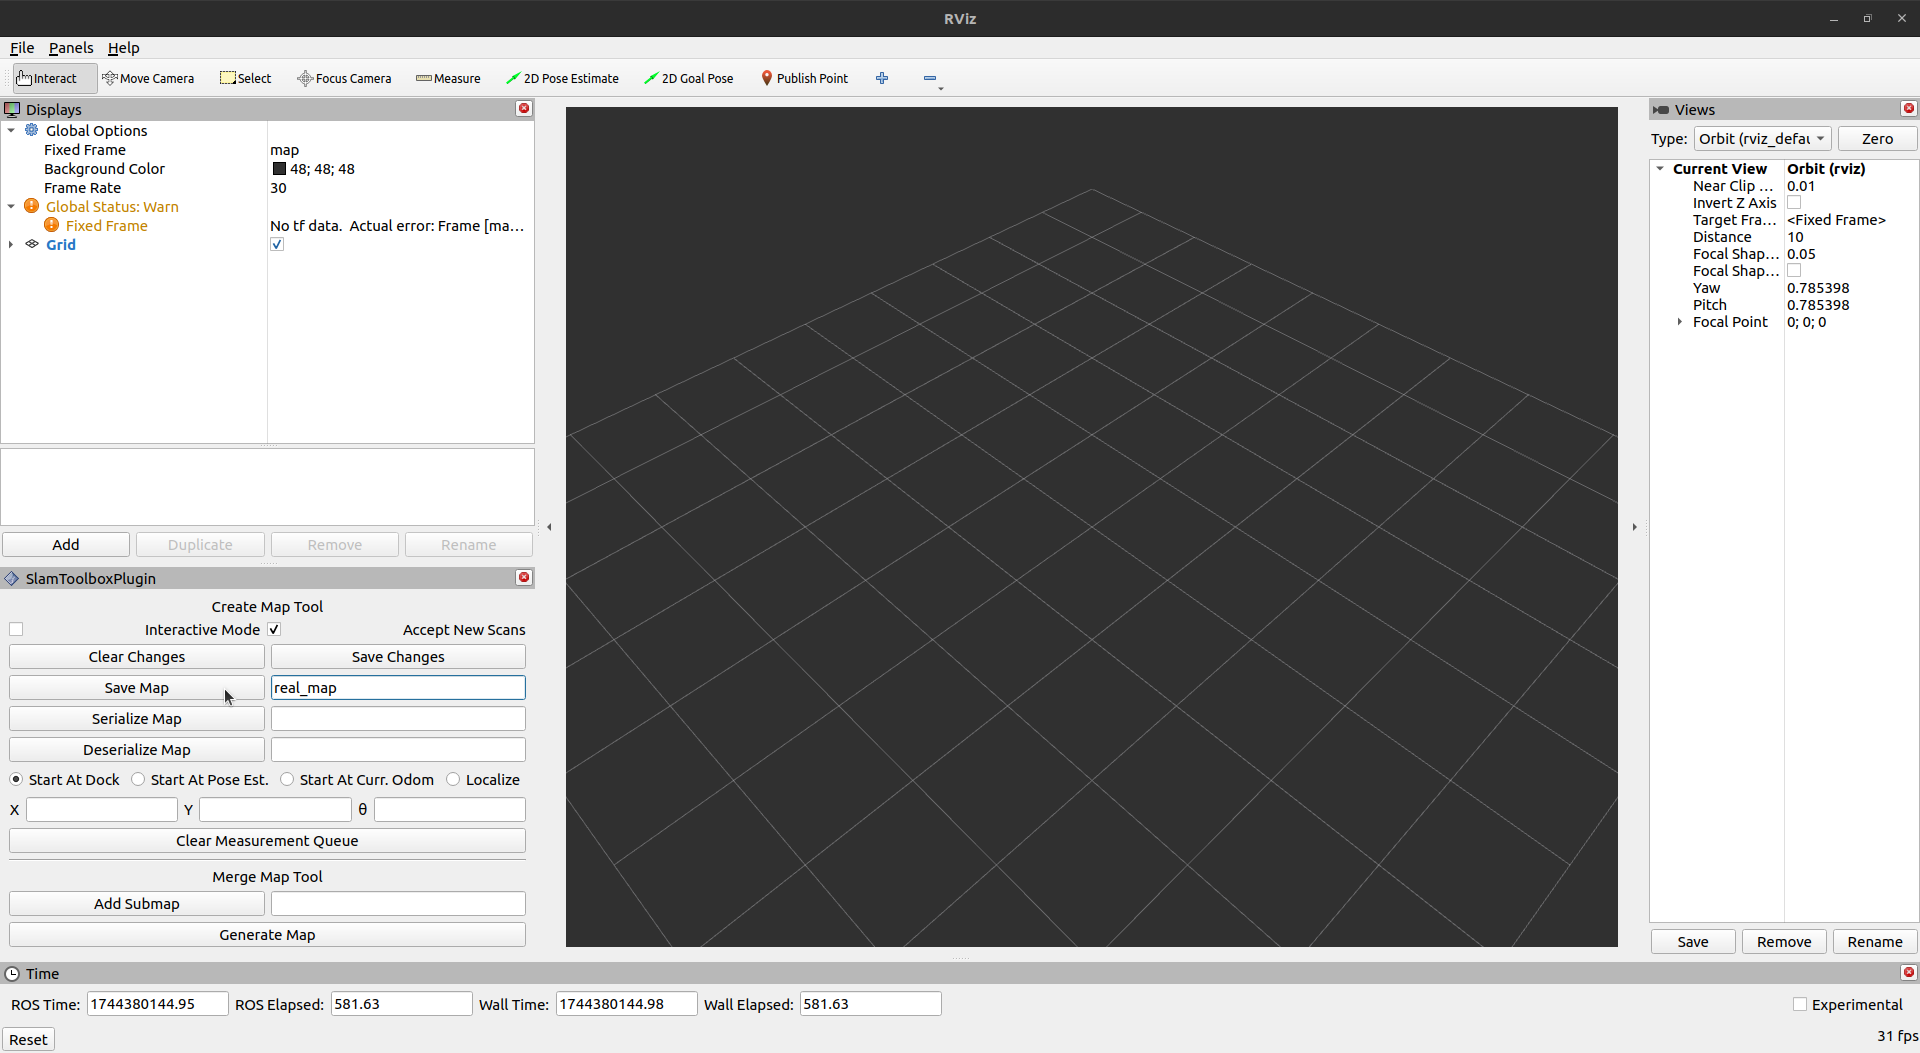 RViz
File Panels Help
Interact Move Camera Select Focus Camera Measure 2D Pose Estimate 2D Goal Pose Publish Point
Displays
Global Options
Fixed Frame map
Background Color 48; 48; 48
Frame Rate 30
Global Status: Warn
Fixed Frame No tf data. Actual error: Frame [ma...
Grid
Add Duplicate Remove Rename
SlamToolboxPlugin
Create Map Tool
Interactive Mode Accept New Scans
Clear Changes Save Changes
Save Map real_map
Serialize Map
Deserialize Map
Start At Dock Start At Pose Est. Start At Curr. Odom Localize
X Y θ
Clear Measurement Queue
Merge Map Tool
Add Submap
Generate Map
Views
Type: Orbit (rviz_defau Zero
Current View Orbit (rviz)
Near Clip ... 0.01
Invert Z Axis
Target Fra... <Fixed Frame>
Distance 10
Focal Shap... 0.05
Focal Shap...
Yaw 0.785398
Pitch 0.785398
Focal Point 0; 0; 0
Save Remove Rename
Time
ROS Time: 1744380144.95 ROS Elapsed: 581.63 Wall Time: 1744380144.98 Wall Elapsed: 581.63 Experimental
Reset 31 fps